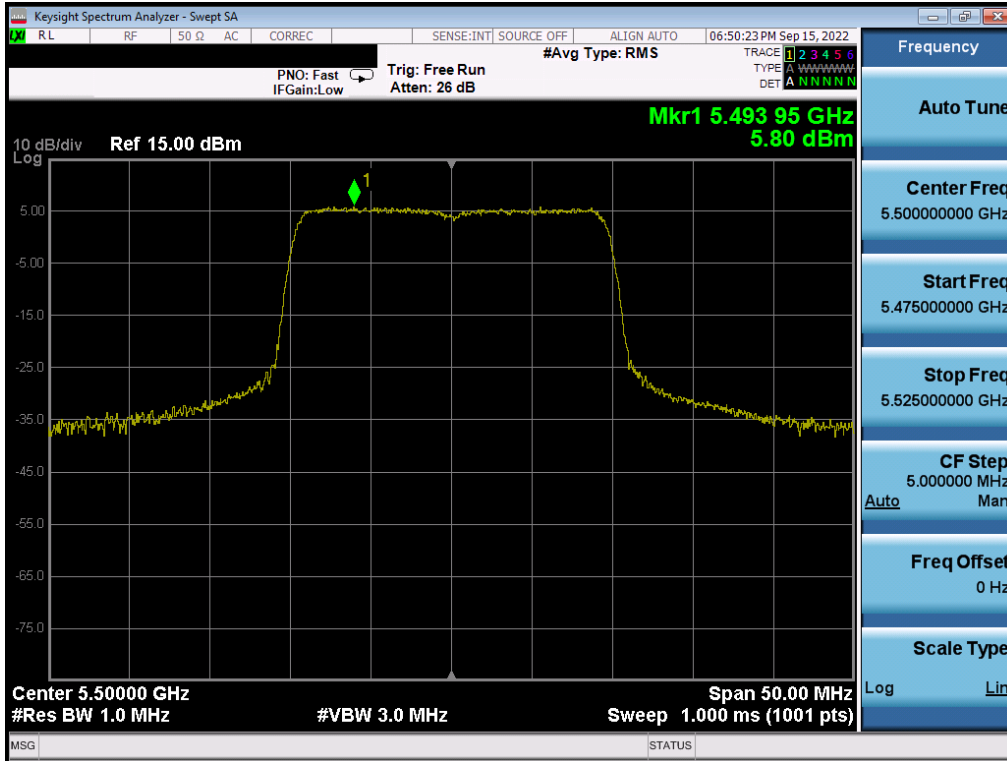 Keysight Spectrum Analyzer - Swept SA
LXI RL RF 50 Ω AC CORREC SENSE:INT SOURCE OFF ALIGN AUTO 06:50:23 PM Sep 15, 2022
#Avg Type: RMS
TRACE 1 2 3 4 5 6
TYPE A WWWWW
DET A N N N N N
PNO: Fast
IFGain:Low
Trig: Free Run
Atten: 26 dB
Mkr1 5.493 95 GHz
5.80 dBm
10 dB/div Ref 15.00 dBm
Log
1
5.00
-5.00
-15.0
-25.0
-35.0
-45.0
-55.0
-65.0
-75.0
Center 5.50000 GHz Span 50.00 MHz
#Res BW 1.0 MHz #VBW 3.0 MHz Sweep 1.000 ms (1001 pts)
MSG STATUS
Frequency
Auto Tune
Center Freq
5.500000000 GHz
Start Freq
5.475000000 GHz
Stop Freq
5.525000000 GHz
CF Step
5.000000 MHz
Auto Man
Freq Offset
0 Hz
Scale Type
Log Lin